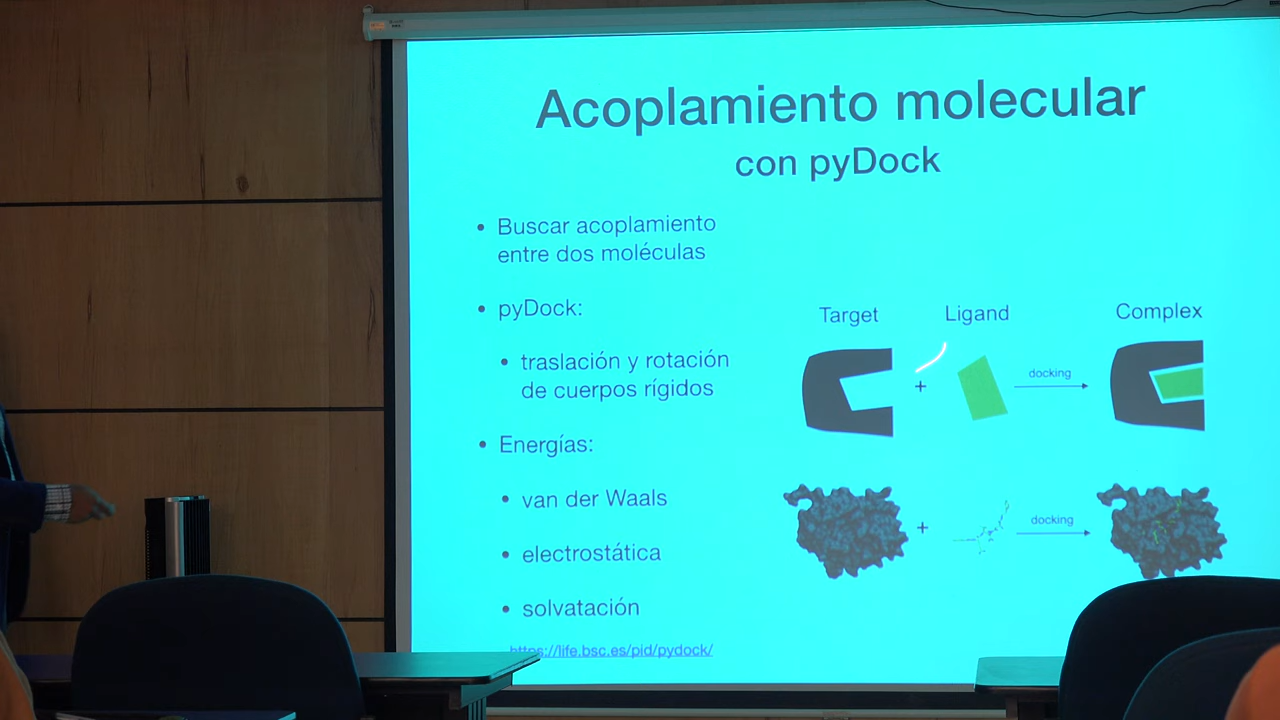 Acoplamiento molecular
con pyDock
• Buscar acoplamiento
entre dos moléculas
• pyDock:
• traslación y rotación
de cuerpos rígidos
• Energías:
• van der Waals
• electrostática
• solvatación
https://life.bsc.es/pid/pydock/
Target
Ligand
Complex
+
docking
+
docking